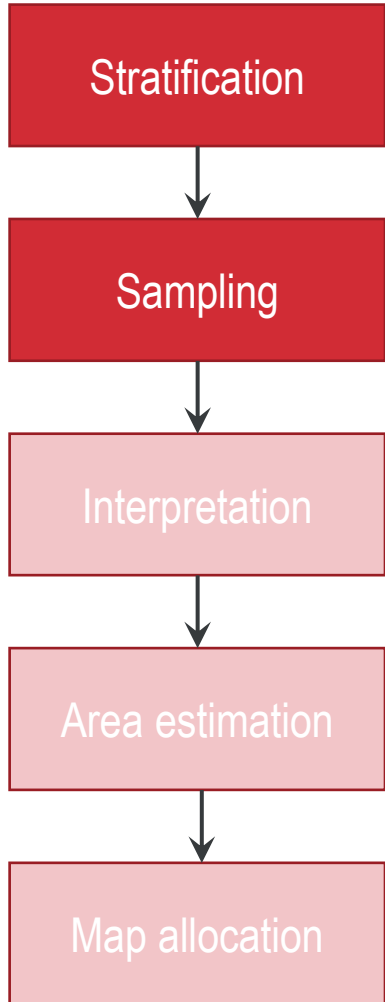 Stratification
Sampling
Interpretation
Area estimation
Map allocation